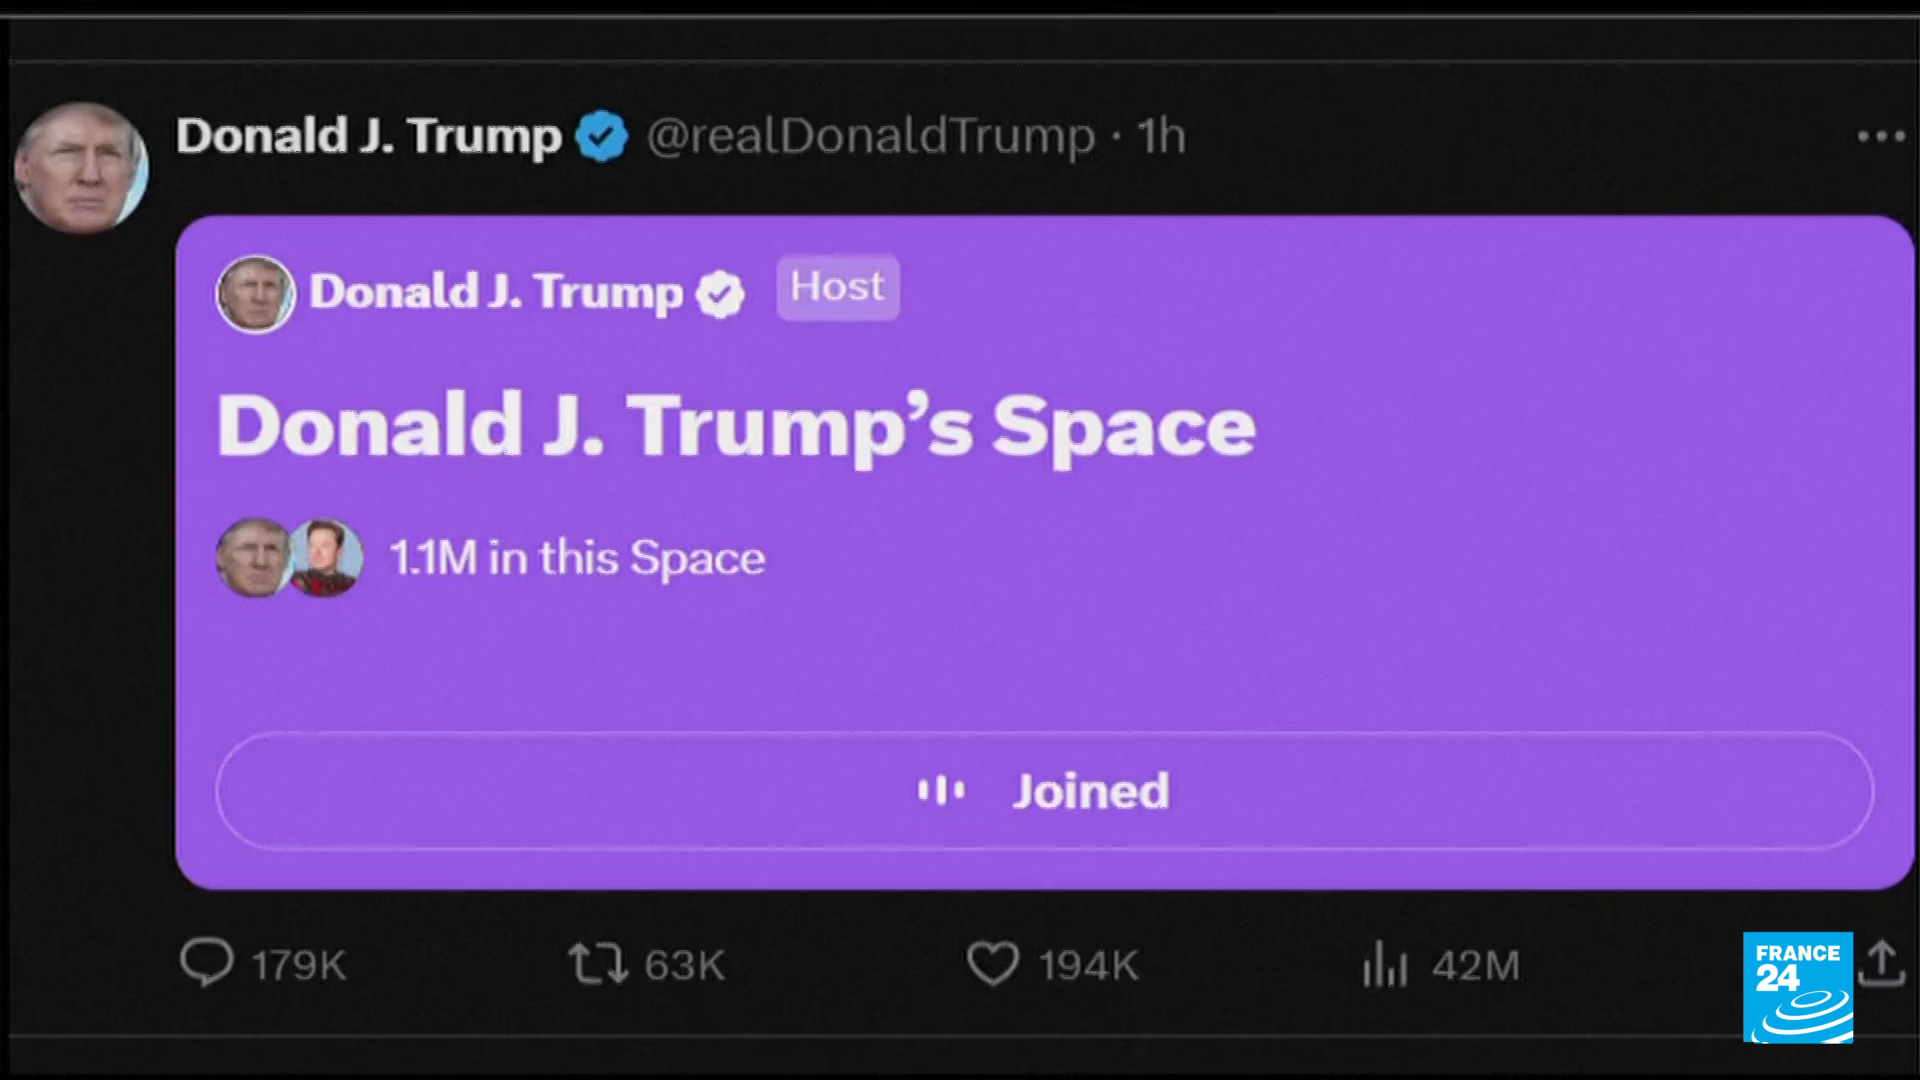 Donald J. Trump @realDonaldTrump · 1h
Donald J. Trump Host
Donald J. Trump’s Space
1.1M in this Space
Joined
179K 63K 194K 42M
FRANCE
24